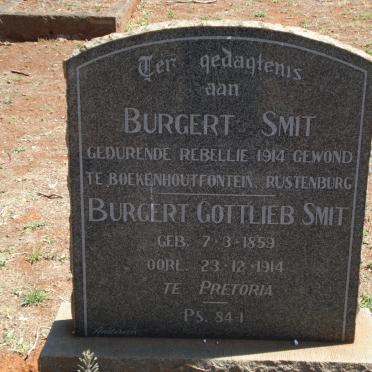 Ter gedagtenis
aan
BURGERT SMIT
GEDURENDE REBELLIE 1914 GEWOND
TE BOEKENHOUTFONTEIN, RUSTENBURG
BURGERT GOTTLIEB SMIT
GEB. 7-3-1859
OORL. 23-12-1914
TE PRETORIA
PS. 84-1